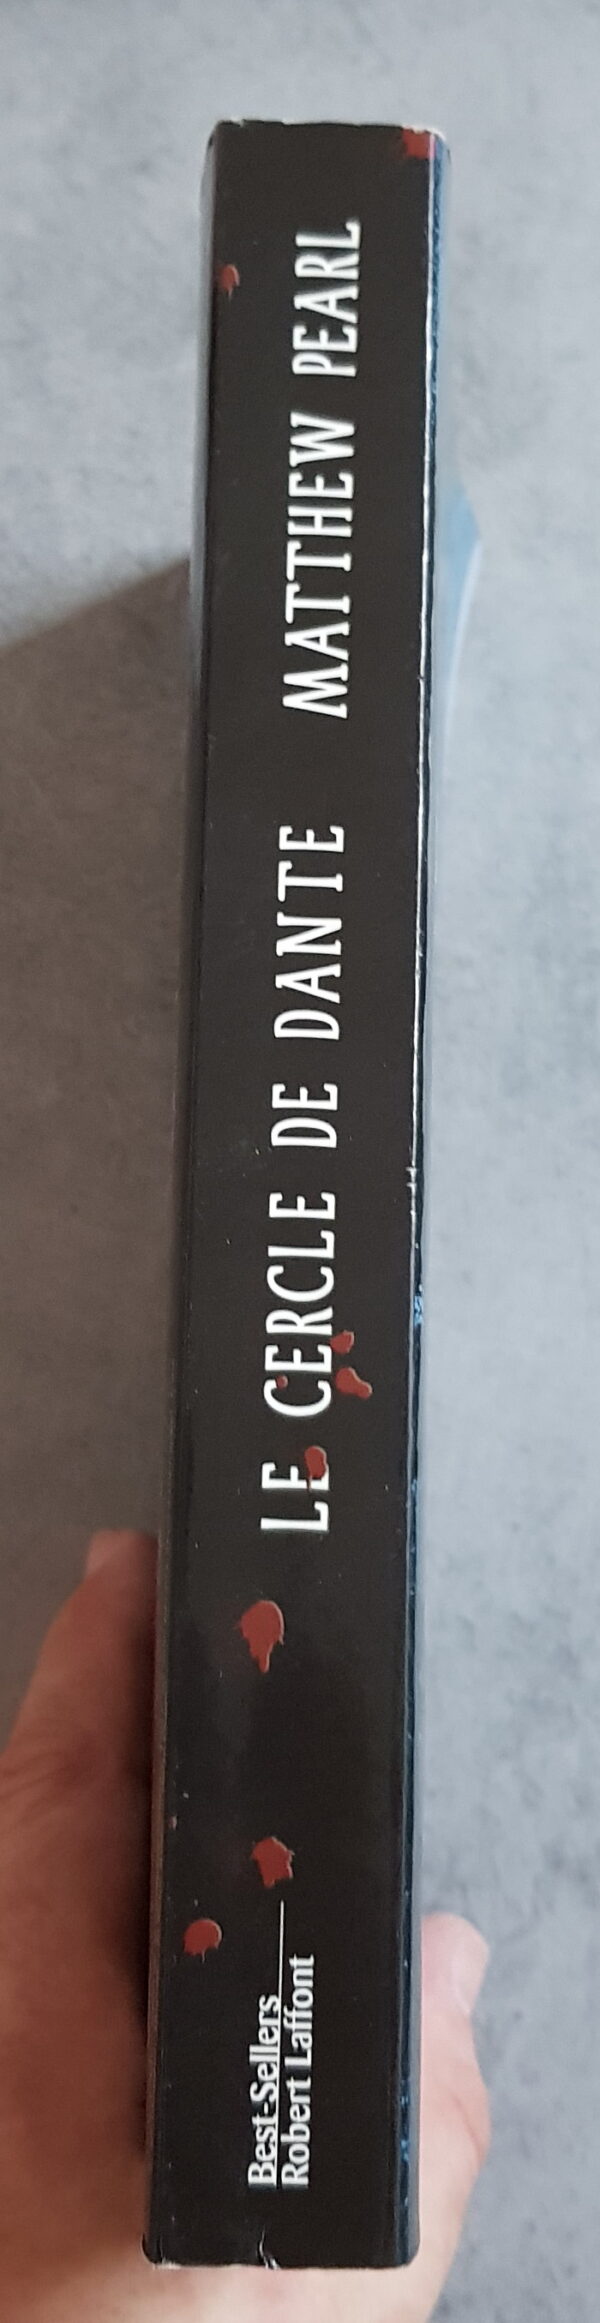 LE CERCLE DE DANTE MATTHEW PEARL
Best-Sellers
Robert Laffont